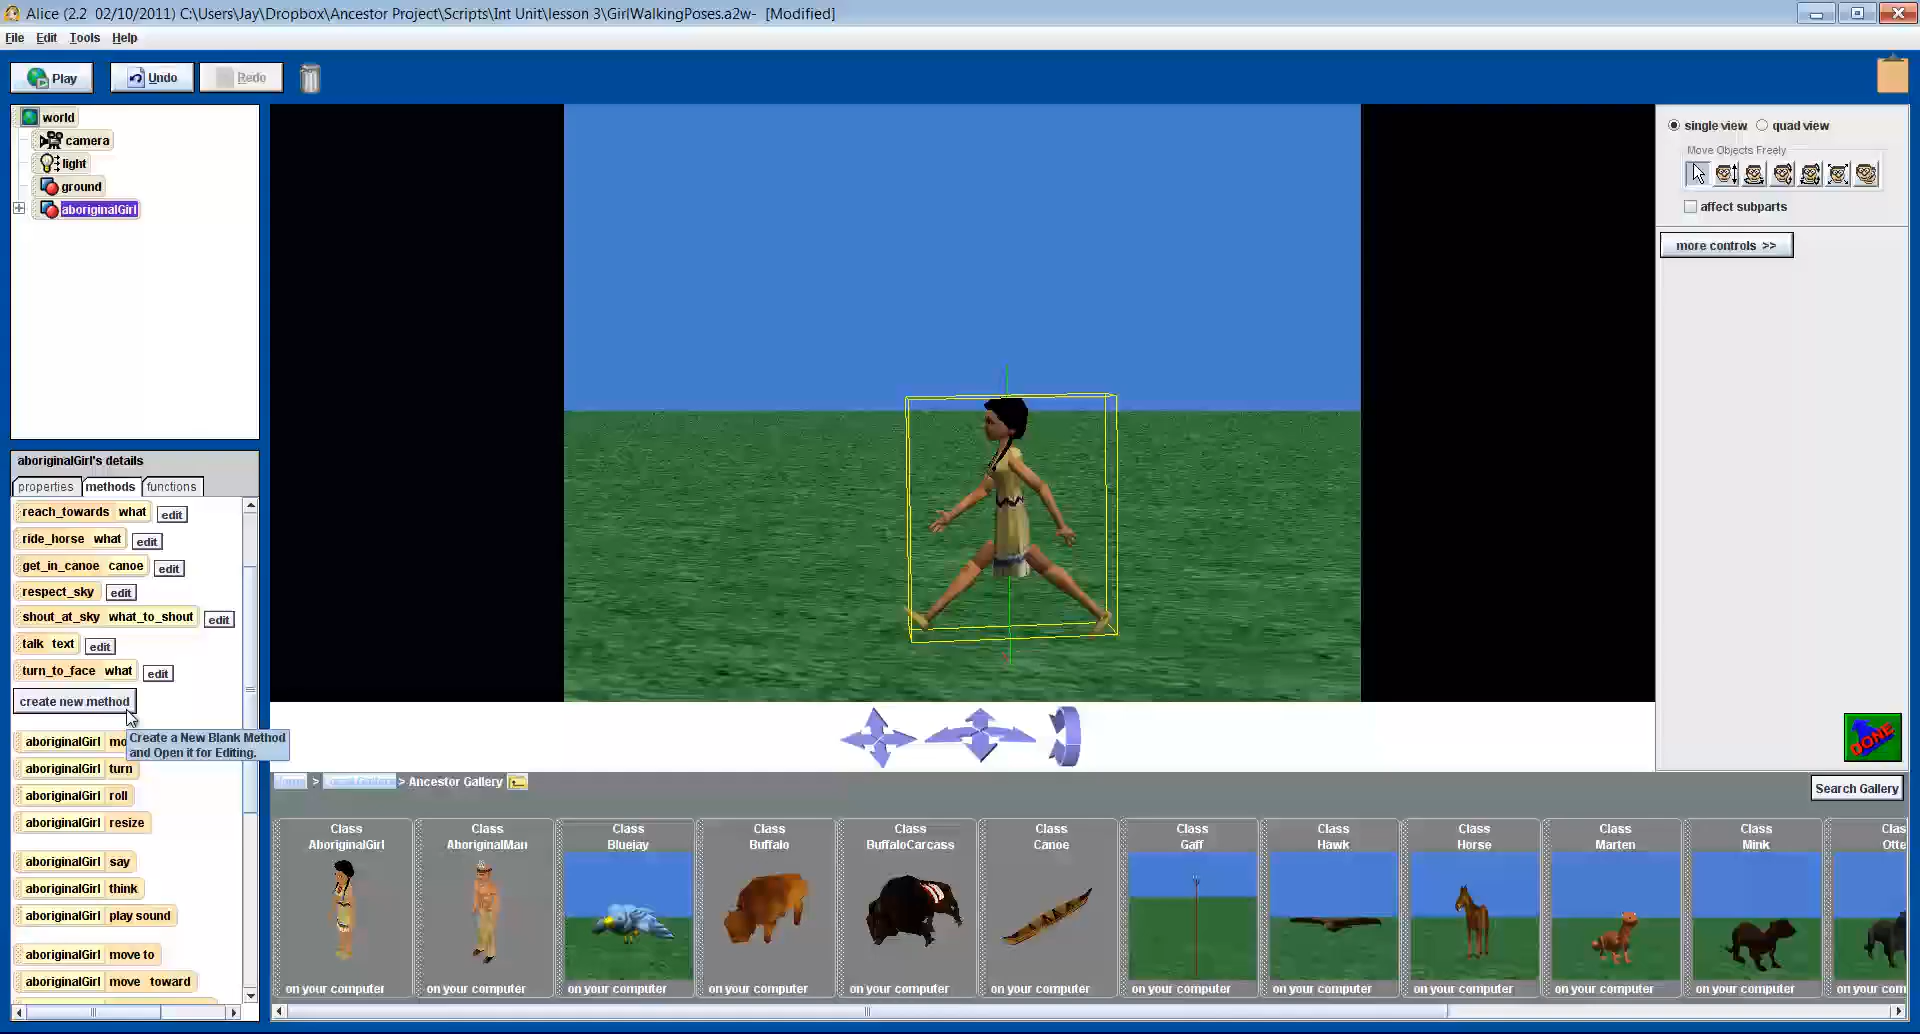 Alice (2.2 02/10/2011) C:\Users\Jay\Dropbox\Ancestor Project\Scripts\Int Unit\lesson 3\GirlWalkingPoses.a2w- [Modified]
File Edit Tools Help
Play Undo Redo
world
camera
light
ground
aboriginalGirl
single view quad view
Move Objects Freely
affect subparts
more controls >>
aboriginalGirl's details
properties methods functions
reach_towards what edit
ride_horse what edit
get_in_canoe canoe edit
respect_sky edit
shout_at_sky what_to_shout edit
talk text edit
turn_to_face what edit
create new method
Create a New Blank Method
and Open it for Editing.
aboriginalGirl mo
aboriginalGirl turn
aboriginalGirl roll
aboriginalGirl resize
aboriginalGirl say
aboriginalGirl think
aboriginalGirl play sound
aboriginalGirl move to
aboriginalGirl move toward
DONE
> > Ancestor Gallery
Search Gallery
Class AboriginalGirl
on your computer
Class AboriginalMan
on your computer
Class Bluejay
on your computer
Class Buffalo
on your computer
Class BuffaloCarcass
on your computer
Class Canoe
on your computer
Class Gaff
on your computer
Class Hawk
on your computer
Class Horse
on your computer
Class Marten
on your computer
Class Mink
on your computer
Clas
Otte
on your com